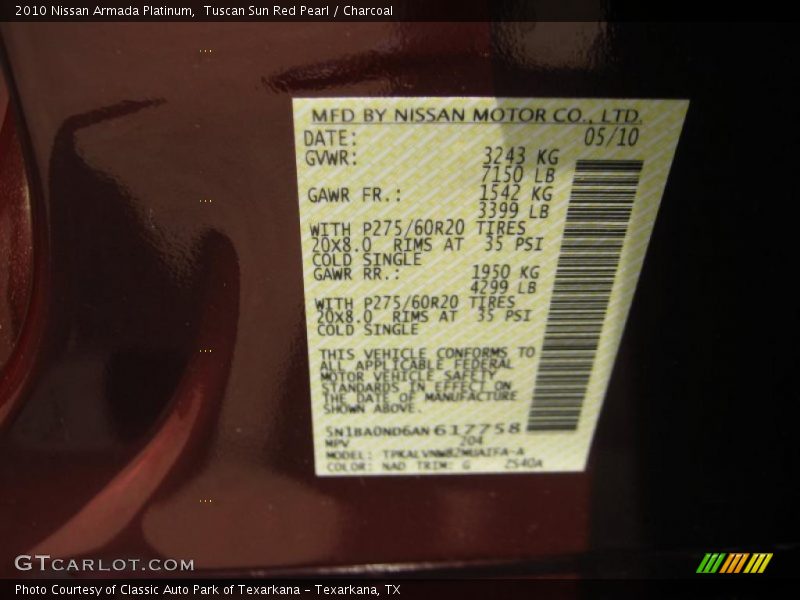 2010 Nissan Armada Platinum,  Tuscan Sun Red Pearl / Charcoal
MFD BY NISSAN MOTOR CO., LTD.
DATE: 05/10
GVWR: 3243 KG
7150 LB
GAWR FR.: 1542 KG
3399 LB
WITH P275/60R20 TIRES
20X8.0 RIMS AT 35 PSI
COLD SINGLE
GAWR RR.: 1950 KG
4299 LB
WITH P275/60R20 TIRES
20X8.0 RIMS AT 35 PSI
COLD SINGLE
THIS VEHICLE CONFORMS TO
ALL APPLICABLE FEDERAL
MOTOR VEHICLE SAFETY
STANDARDS IN EFFECT ON
THE DATE OF MANUFACTURE
SHOWN ABOVE.
5N1BA0ND6AN617758
MPV 204
MODEL:
COLOR: NAD TRIM: G 2540A
GTCARLOT.COM
Photo Courtesy of Classic Auto Park of Texarkana - Texarkana, TX